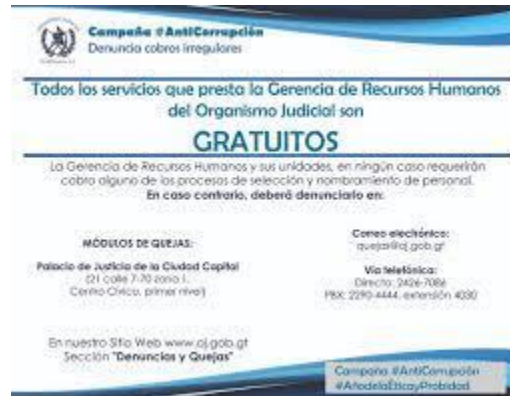 Campaña #AntiCorrupción
Denuncia cobros irregulares
Todos los servicios que presta la Gerencia de Recursos Humanos
del Organismo Judicial son
GRATUITOS
La Gerencia de Recursos Humanos y sus unidades, en ningún caso requerirán
cobro alguno de los procesos de selección y nombramiento de personal.
En caso contrario, deberá denunciarlo en:
MÓDULOS DE QUEJAS:
Palacio de Justicia de la Ciudad Capital
(21 calle 7-70 zona 1,
Centro Cívico, primer nivel)
Correo electrónico:
quejas@oj.gob.gt
Vía telefónica:
Directo: 2426-7086
PBX: 2290-4444, extensión 4030
En nuestro Sitio Web www.oj.gob.gt
Sección "Denuncias y Quejas"
Campaña #AntiCorrupción
#AñodelaÉticayProbidad